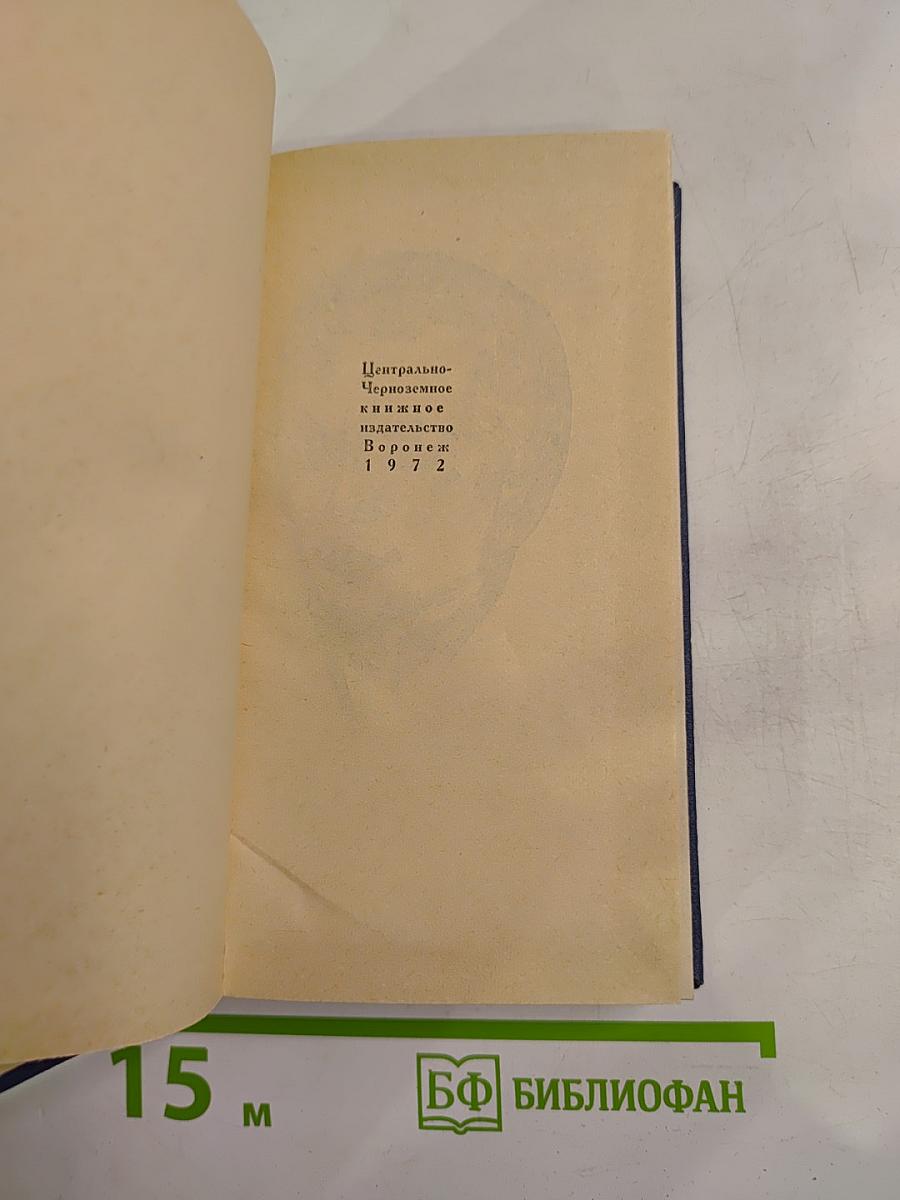 Центрально-
Черноземное
книжное
издательство
Воронеж
1972
15 м
БФ БИБЛИОФАН